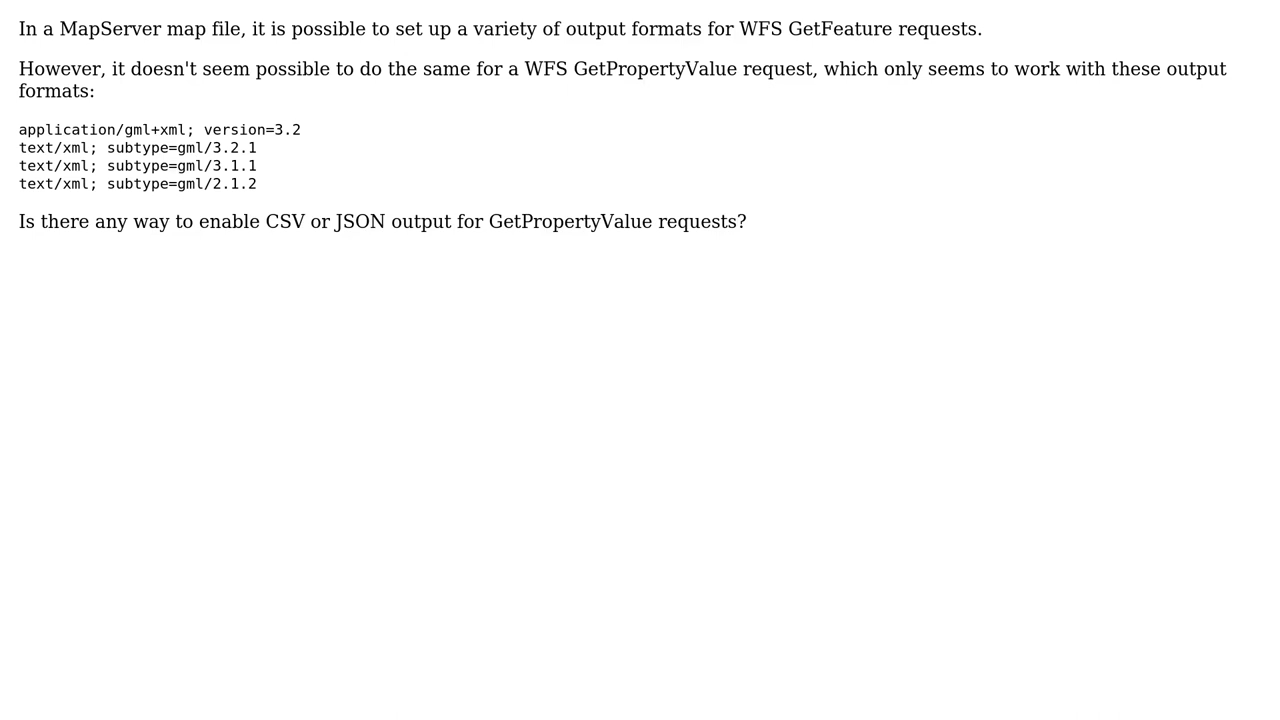 In a MapServer map file, it is possible to set up a variety of output formats for WFS GetFeature requests.
However, it doesn't seem possible to do the same for a WFS GetPropertyValue request, which only seems to work with these output
formats:
application/gml+xml; version=3.2
text/xml; subtype=gml/3.2.1
text/xml; subtype=gml/3.1.1
text/xml; subtype=gml/2.1.2
Is there any way to enable CSV or JSON output for GetPropertyValue requests?